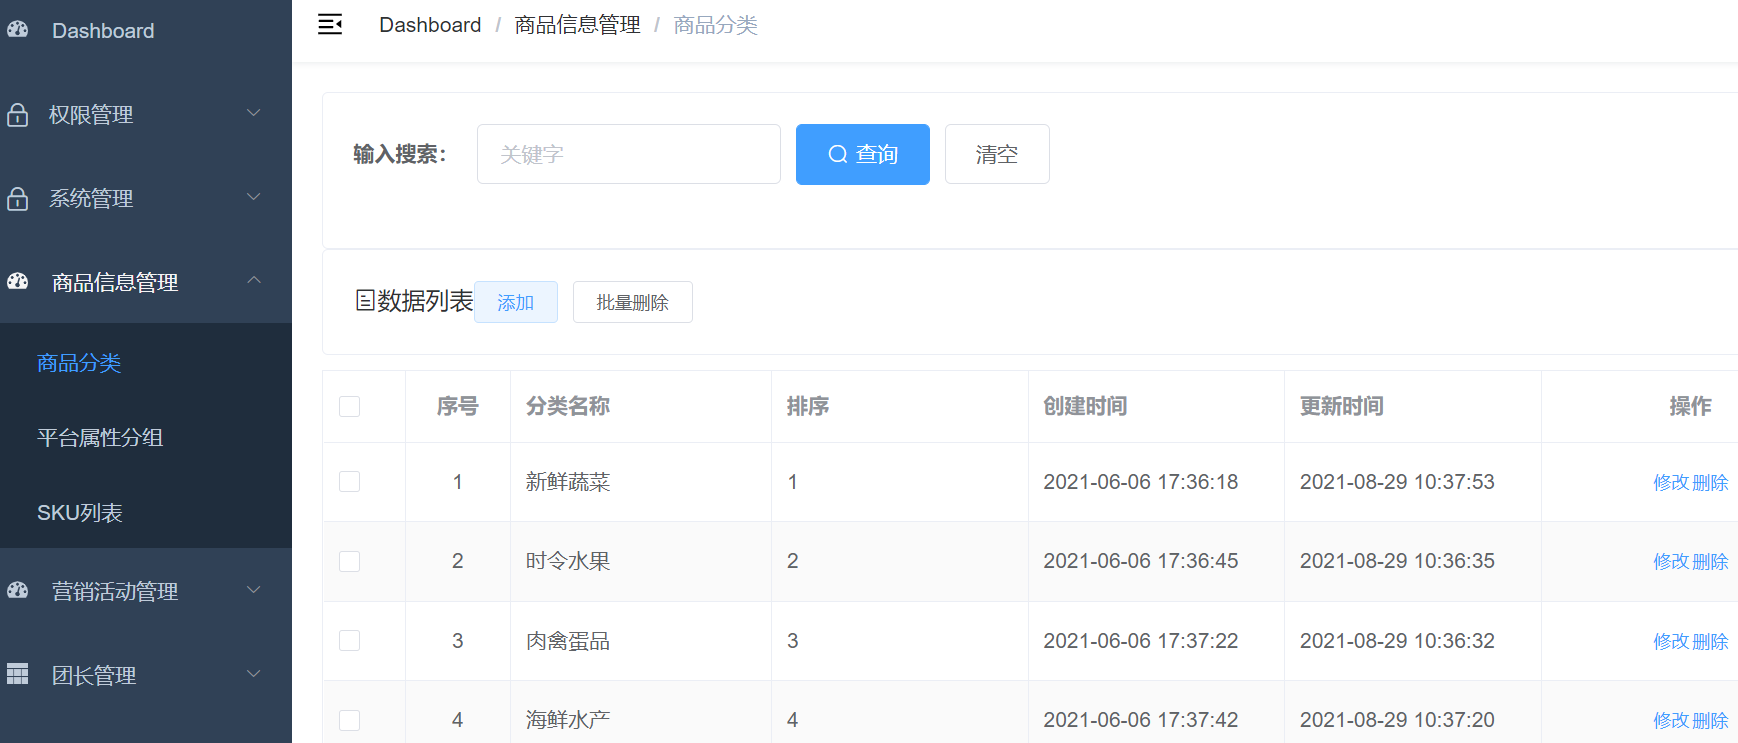 Dashboard
权限管理
系统管理
商品信息管理
商品分类
平台属性分组
SKU列表
营销活动管理
团长管理
Dashboard / 商品信息管理 / 商品分类
输入搜索： 关键字 查询 清空
数据列表 添加 批量删除
序号 分类名称 排序 创建时间 更新时间 操作
1 新鲜蔬菜 1 2021-06-06 17:36:18 2021-08-29 10:37:53 修改 删除
2 时令水果 2 2021-06-06 17:36:45 2021-08-29 10:36:35 修改 删除
3 肉禽蛋品 3 2021-06-06 17:37:22 2021-08-29 10:36:32 修改 删除
4 海鲜水产 4 2021-06-06 17:37:42 2021-08-29 10:37:20 修改 删除